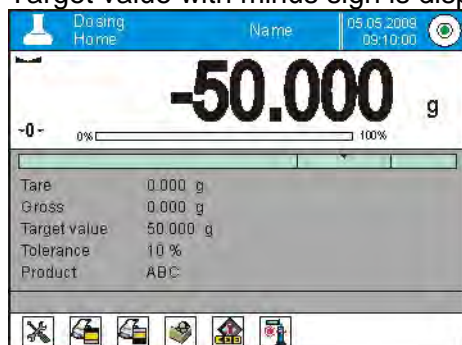 Target value with minus sign is disp
Dosing Name 05.05.2009
Home 09:10:00
-50.000 g
-0- 0% 100%
Tare 0.000 g
Gross 0.000 g
Target value 50.000 g
Tolerance 10 %
Product ABC